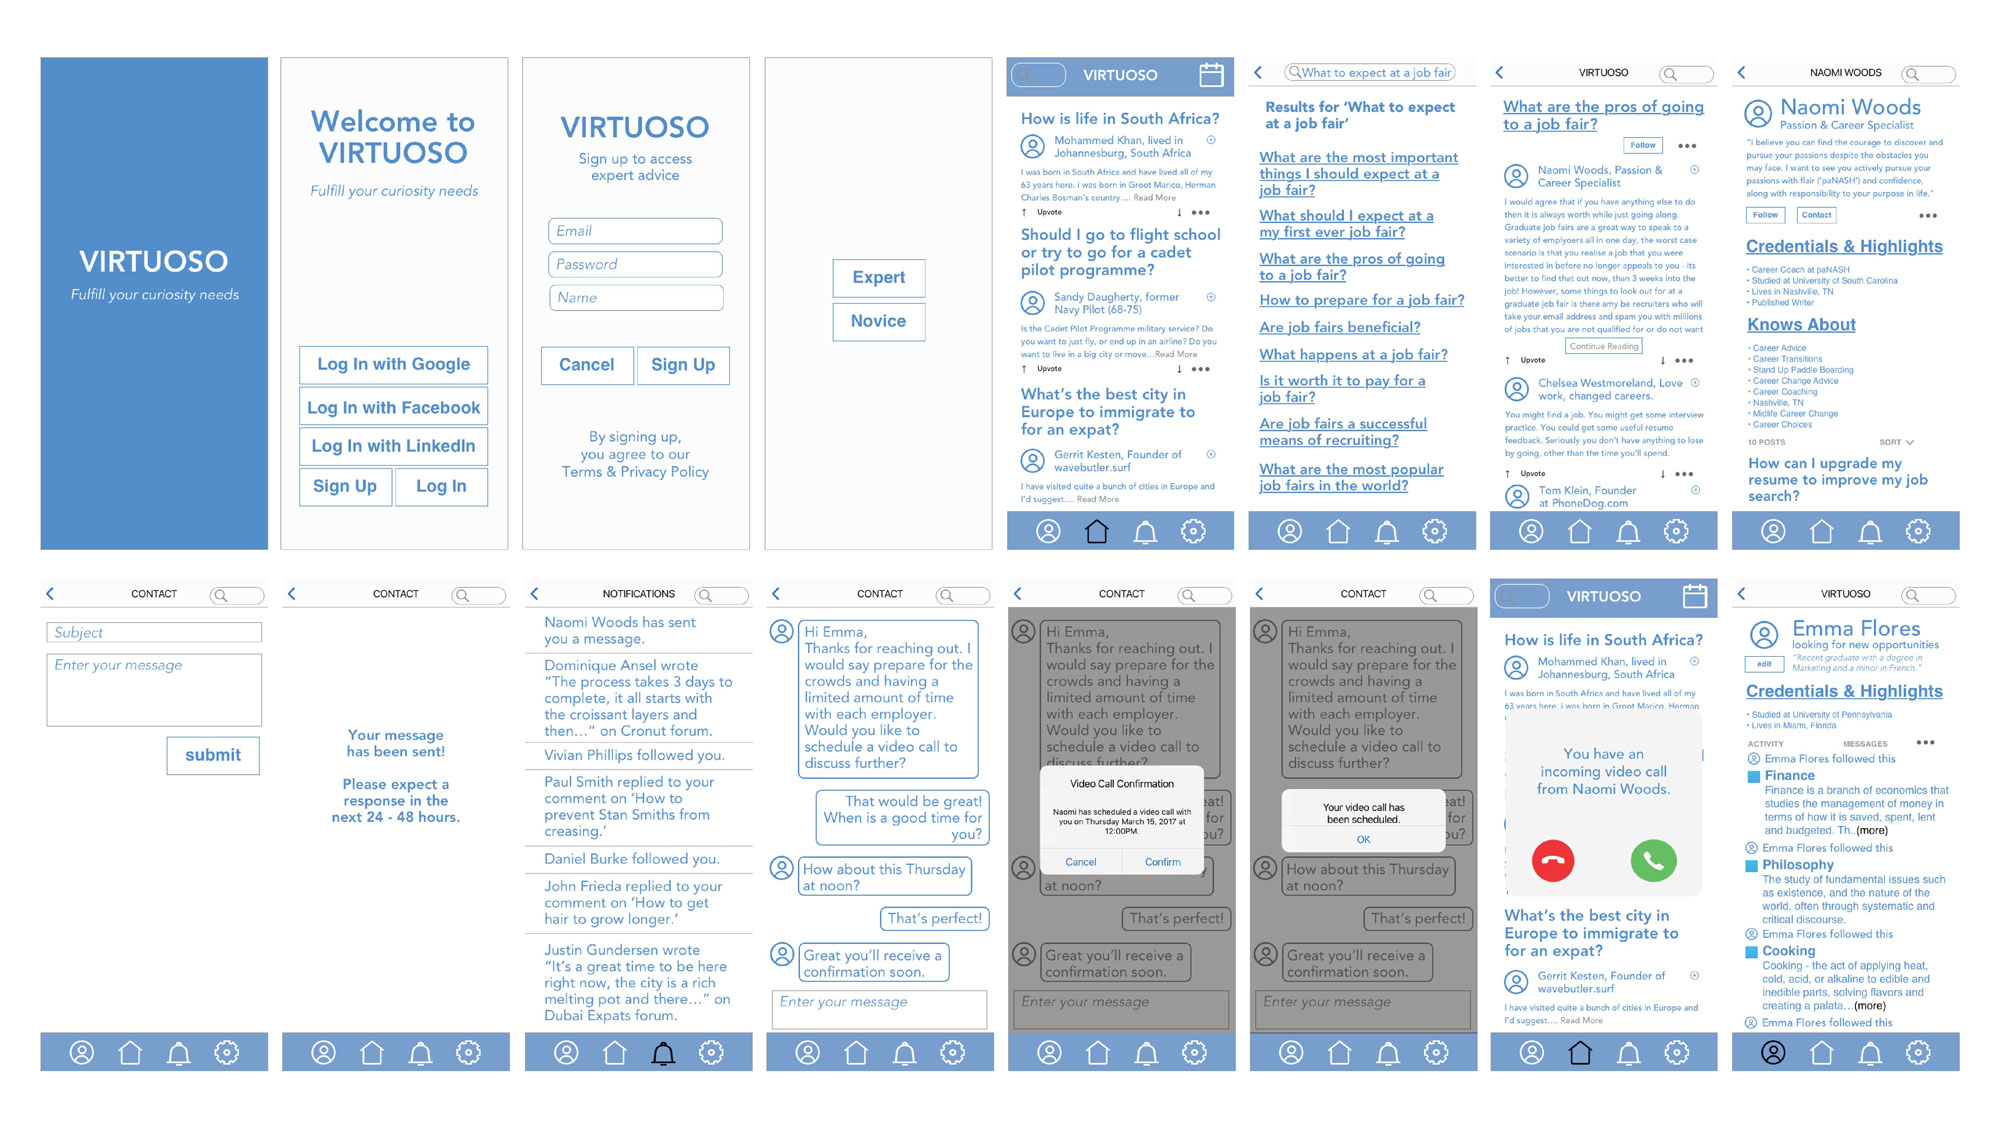 VIRTUOSO
Fulfill your curiosity needs
Welcome to
VIRTUOSO
Fulfill your curiosity needs
Log In with Google
Log In with Facebook
Log In with LinkedIn
Sign Up
Log In
VIRTUOSO
Sign up to access
expert advice
Email
Password
Name
Cancel
Sign Up
By signing up,
you agree to our
Terms & Privacy Policy
Expert
Novice
VIRTUOSO
How is life in South Africa?
Mohammed Khan, lived in
Johannesburg, South Africa
I was born in South Africa and have lived all of my
63 years here. i was born in Groot Marico, Herman
Charles Bosman's country.... Read More
Upvote
Should I go to flight school
or try to go for a cadet
pilot programme?
Sandy Daugherty, former
Navy Pilot (68-75)
Is the Cadet Pilot Programme military service? Do
you want to just fly, or end up in an airline? Do you
want to live in a big city or move...Read More
Upvote
What's the best city in
Europe to immigrate to
for an expat?
Gerrit Kesten, Founder of
wavebutler.surf
I have visited quite a bunch of cities in Europe and
I'd suggest.... Read More
What to expect at a job fair
Results for 'What to expect
at a job fair'
What are the most important
things I should expect at a
job fair?
What should I expect at a
my first ever job fair?
What are the pros of going
to a job fair?
How to prepare for a job fair?
Are job fairs beneficial?
What happens at a job fair?
Is it worth it to pay for a
job fair?
Are job fairs a successful
means of recruiting?
What are the most popular
job fairs in the world?
VIRTUOSO
What are the pros of going
to a job fair?
Follow
Naomi Woods, Passion &
Career Specialist
I would agree that if you have anything else to do
then it is always worth while just going along.
Graduate job fairs are a great way to speak to a
variety of emplyoers all in one day, the worst case
scenario is that you realise a job that you were
interested in before no longer appeals to you - its
better to find that out now, than 3 weeks into the
job! However, some things to look out for at a
graduate job fair is there amy be recruiters who will
take your email address and spam you with millions
of jobs that you are not qualified for or do not want
Continue Reading
Upvote
Chelsea Westmoreland, Love
work, changed careers.
You might find a job. You might get some interview
practice. You could get some useful resume
feedback. Seriously you don't have anything to lose
by going, other than the time you'll spend.
Upvote
Tom Klein, Founder
at PhoneDog.com
NAOMI WOODS
Naomi Woods
Passion & Career Specialist
"I believe you can find the courage to discover and
pursue your passions despite the obstacles you
may face. I want to see you actively pursue your
passions with flair ('paNASH') and confidence,
along with responsibility to your purpose in life."
Follow
Contact
Credentials & Highlights
• Career Coach at paNASH
• Studied at University of South Carolina
• Lives in Nashville, TN
• Published Writer
Knows About
• Career Advice
• Career Transitions
• Stand Up Paddle Boarding
• Career Change Advice
• Career Coaching
• Nashville, TN
• Midlife Career Change
• Career Choices
10 POSTS
SORT
How can I upgrade my
resume to improve my job
search?
CONTACT
Subject
Enter your message
submit
CONTACT
Your message
has been sent!
Please expect a
response in the
next 24 - 48 hours.
NOTIFICATIONS
Naomi Woods has sent
you a message.
Dominique Ansel wrote
"The process takes 3 days to
complete, it all starts with
the croissant layers and
then..." on Cronut forum.
Vivian Phillips followed you.
Paul Smith replied to your
comment on 'How to
prevent Stan Smiths from
creasing.'
Daniel Burke followed you.
John Frieda replied to your
comment on 'How to get
hair to grow longer.'
Justin Gundersen wrote
"It's a great time to be here
right now, the city is a rich
melting pot and there..." on
Dubai Expats forum.
CONTACT
Hi Emma,
Thanks for reaching out. I
would say prepare for the
crowds and having a
limited amount of time
with each employer.
Would you like to
schedule a video call to
discuss further?
That would be great!
When is a good time for
you?
How about this Thursday
at noon?
That's perfect!
Great you'll receive a
confirmation soon.
Enter your message
CONTACT
Hi Emma,
Thanks for reaching out. I
would say prepare for the
crowds and having a
limited amount of time
with each employer.
Would you like to
schedule a video call to
discuss further?
Video Call Confirmation
Naomi has scheduled a video call with
you on Thursday March 15, 2017 at
12:00PM.
Cancel
Confirm
at noon?
That's perfect!
Great you'll receive a
confirmation soon.
Enter your message
CONTACT
Hi Emma,
Thanks for reaching out. I
would say prepare for the
crowds and having a
limited amount of time
with each employer.
Would you like to
schedule a video call to
discuss further?
Your video call has
been scheduled.
OK
How about this Thursday
at noon?
That's perfect!
Great you'll receive a
confirmation soon.
Enter your message
VIRTUOSO
How is life in South Africa?
Mohammed Khan, lived in
Johannesburg, South Africa
I was born in South Africa and have lived all of my
63 years here. i was born in Groot Marico, Herman
You have an
incoming video call
from Naomi Woods.
What's the best city in
Europe to immigrate to
for an expat?
Gerrit Kesten, Founder of
wavebutler.surf
I have visited quite a bunch of cities in Europe and
I'd suggest.... Read More
VIRTUOSO
Emma Flores
looking for new opportunities
edit
"Recent graduate with a degree in
Marketing and a minor in French."
Credentials & Highlights
• Studied at University of Pennsylvania
• Lives in Miami, Florida
ACTIVITY
MESSAGES
Emma Flores followed this
Finance
Finance is a branch of economics that
studies the management of money in
terms of how it is saved, spent, lent
and budgeted. Th..(more)
Emma Flores followed this
Philosophy
The study of fundamental issues such
as existence, and the nature of the
world, often through systematic and
critical discourse.
Emma Flores followed this
Cooking
Cooking - the act of applying heat,
cold, acid, or alkaline to edible and
inedible parts, solving flavors and
creating a palata...(more)
Emma Flores followed this